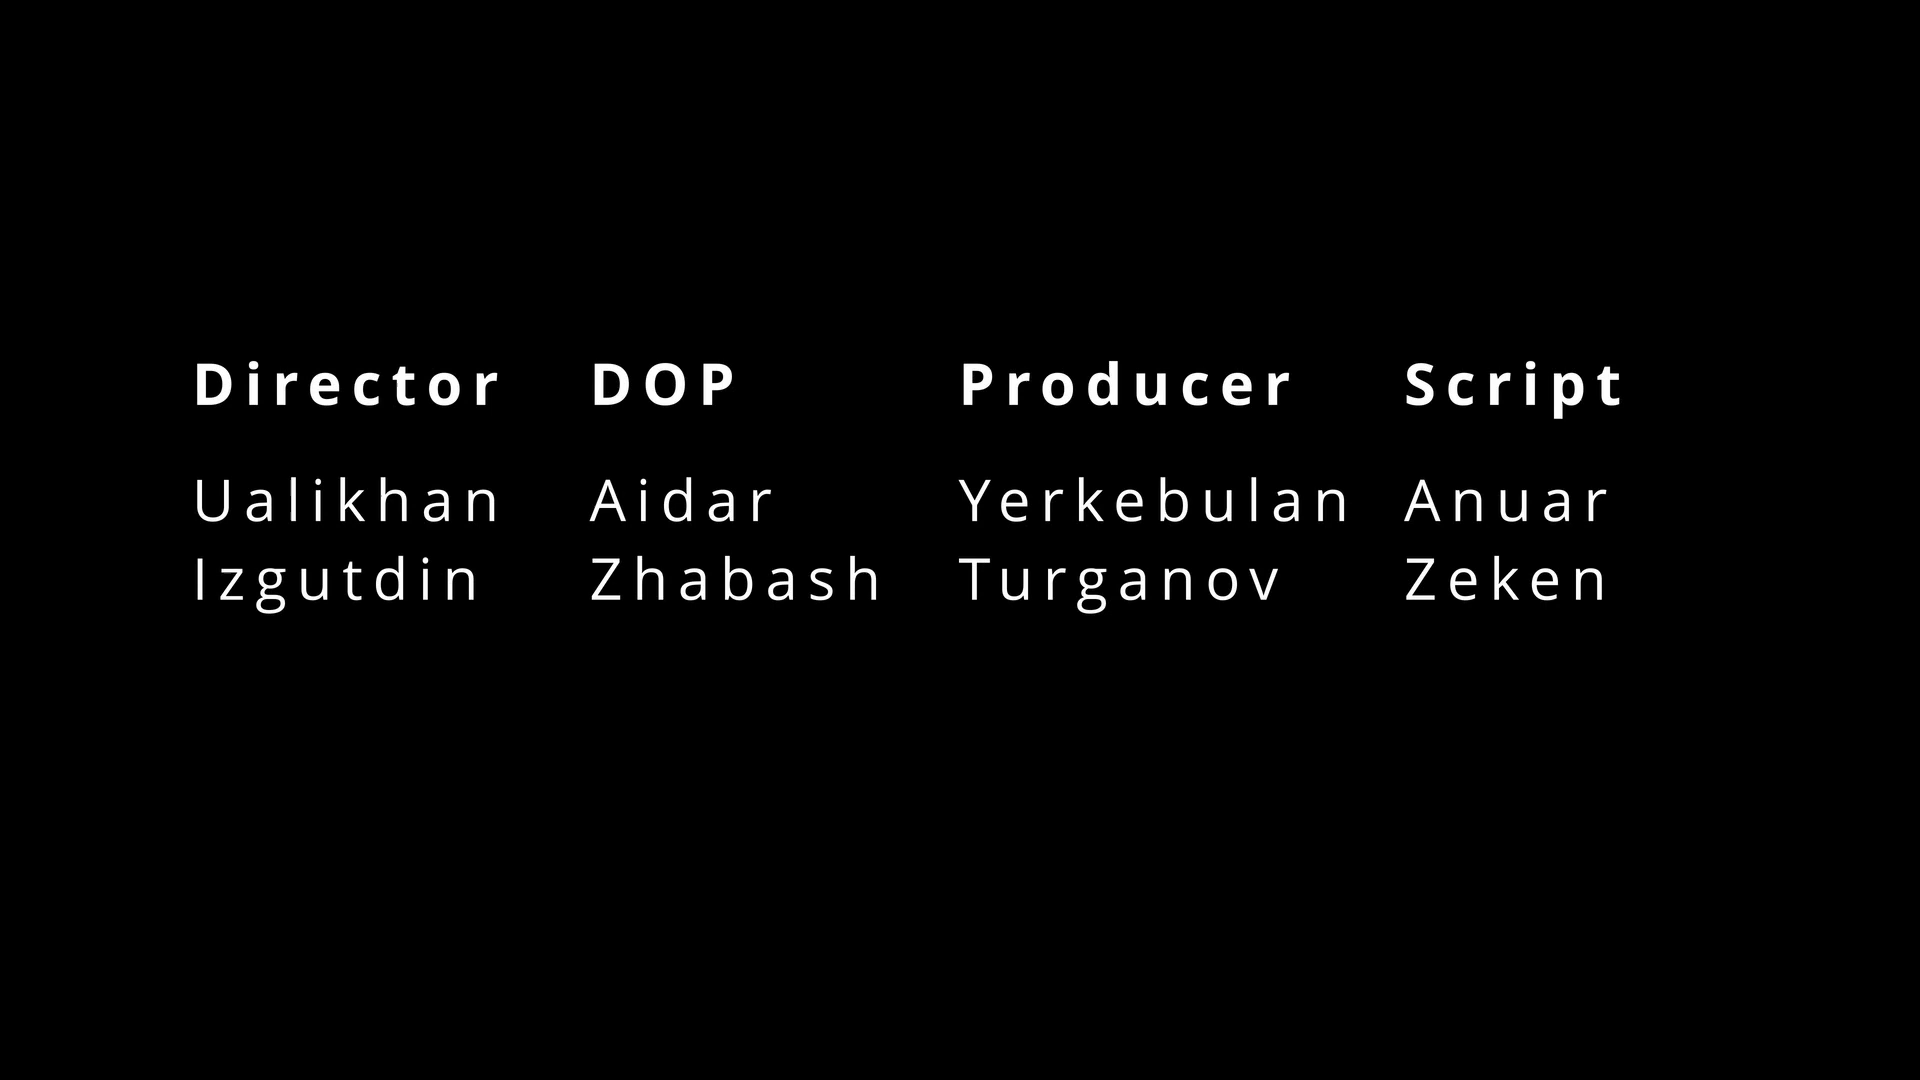 Director DOP Producer Script
Ualikhan Aidar Yerkebulan Anuar
Izgutdin Zhabash Turganov Zeken